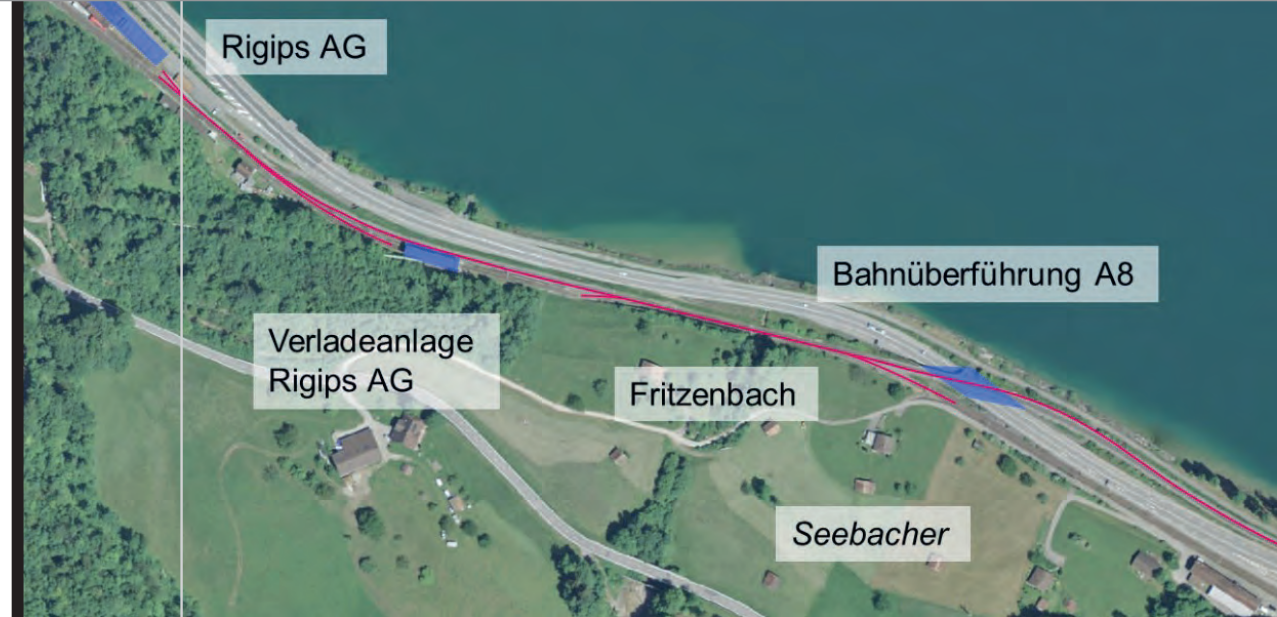 Rigips AG
Bahnüberführung A8
Verladeanlage
Rigips AG
Fritzenbach
Seebacher